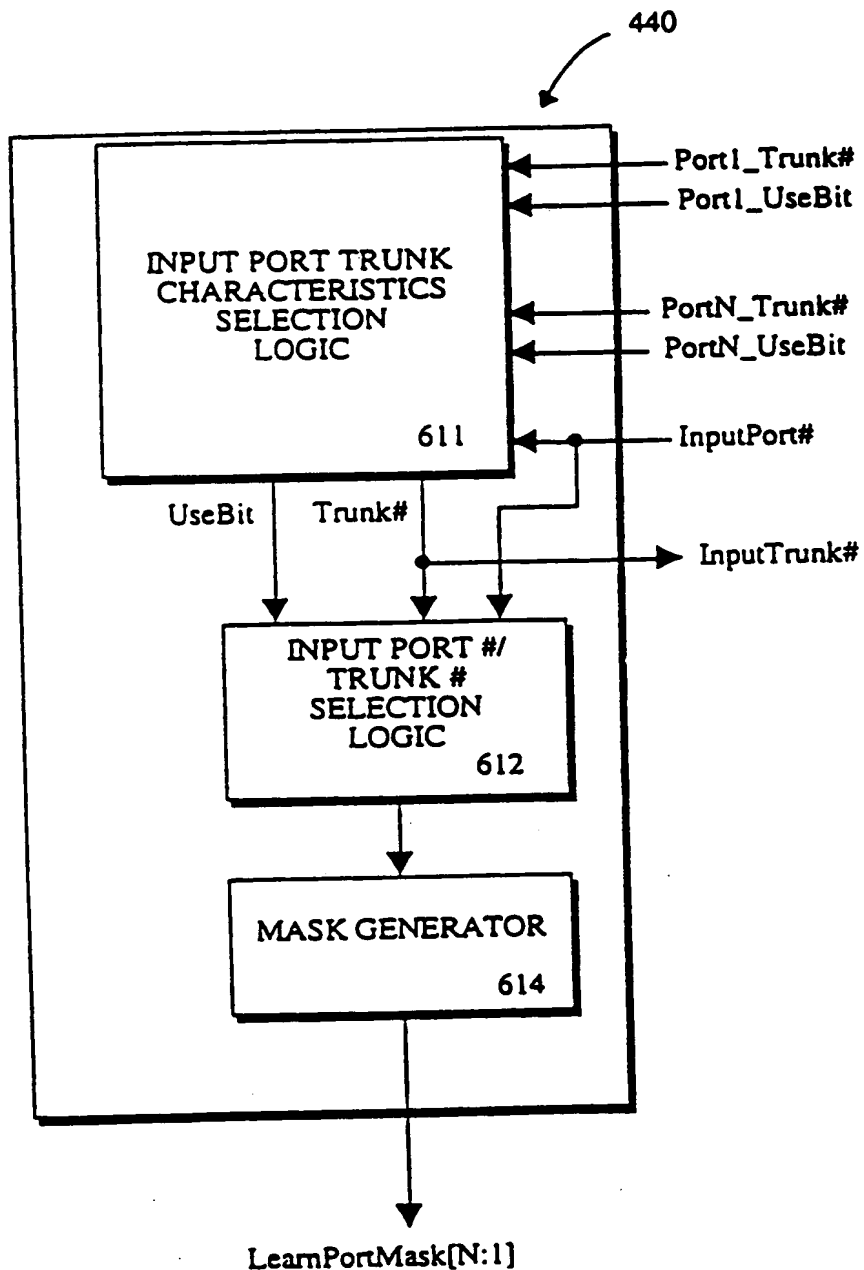 440
Port1_Trunk#
Port1_UseBit
INPUT PORT TRUNK
CHARACTERISTICS
SELECTION
LOGIC
PortN_Trunk#
PortN_UseBit
611
InputPort#
UseBit
Trunk#
InputTrunk#
INPUT PORT #/
TRUNK #
SELECTION
LOGIC
612
MASK GENERATOR
614
LearnPortMask[N:1]